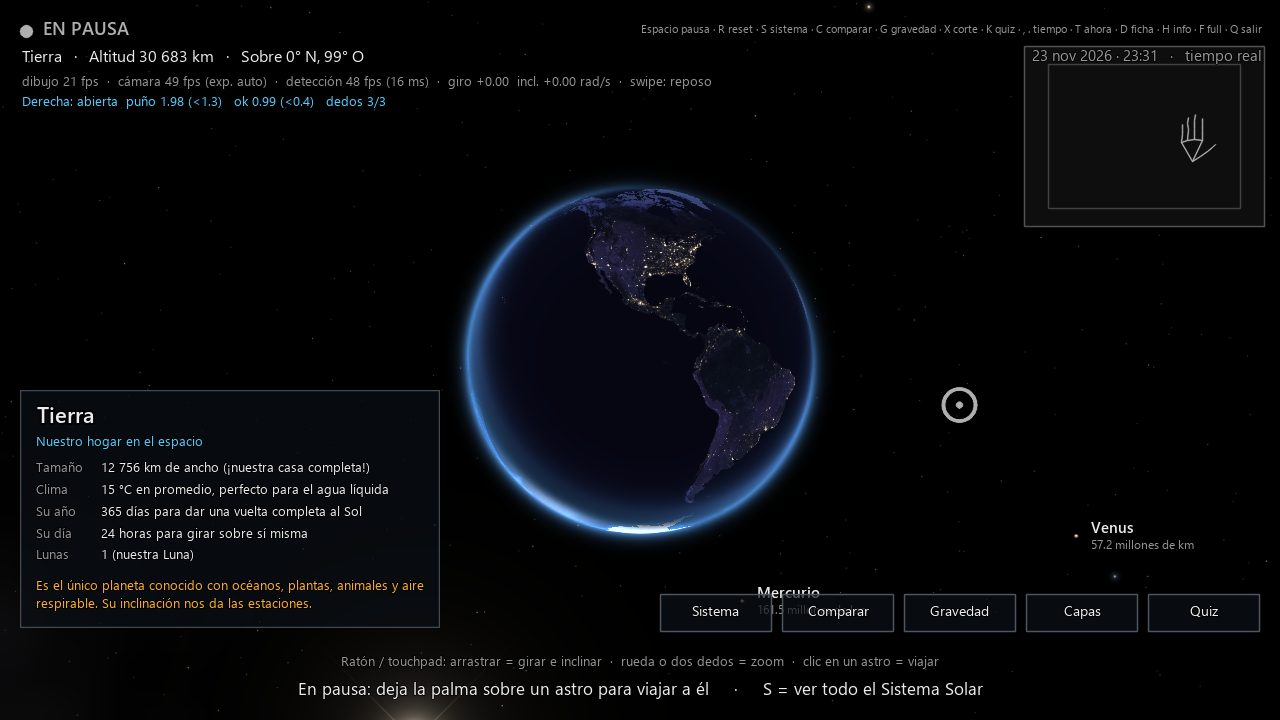 EN PAUSA
Espacio pausa · R reset · S sistema · C comparar · G gravedad · X corte · K quiz · , . tiempo · T ahora · D ficha · H info · F full · Q salir
Tierra · Altitud 30 683 km · Sobre 0° N, 99° O
23 nov 2026 · 23:31 · tiempo real
dibujo 21 fps · cámara 49 fps (exp. auto) · detección 48 fps (16 ms) · giro +0.00 incl. +0.00 rad/s · swipe: reposo
Derecha: abierta puño 1.98 (<1.3) ok 0.99 (<0.4) dedos 3/3
Tierra
Nuestro hogar en el espacio
Tamaño 12 756 km de ancho (¡nuestra casa completa!)
Clima 15 °C en promedio, perfecto para el agua líquida
Su año 365 días para dar una vuelta completa al Sol
Su día 24 horas para girar sobre sí misma
Lunas 1 (nuestra Luna)
Es el único planeta conocido con océanos, plantas, animales y aire
respirable. Su inclinación nos da las estaciones.
Venus
57.2 millones de km
Mercurio
Sistema Comparar Gravedad Capas Quiz
Ratón / touchpad: arrastrar = girar e inclinar · rueda o dos dedos = zoom · clic en un astro = viajar
En pausa: deja la palma sobre un astro para viajar a él · S = ver todo el Sistema Solar